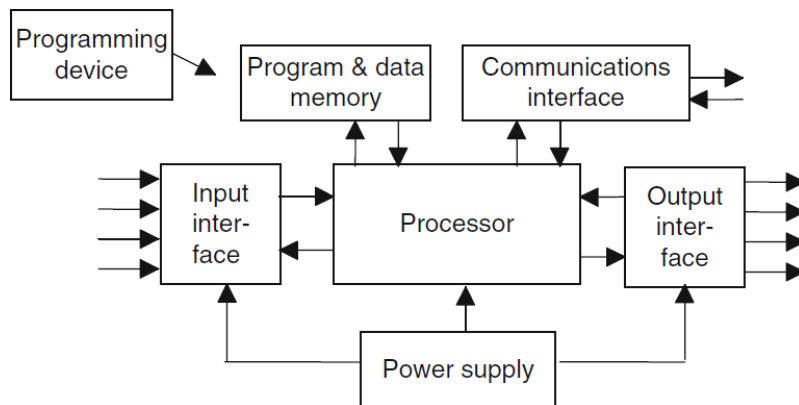 Programming
device
Program & data
memory
Communications
interface
Input
inter-
face
Processor
Output
inter-
face
Power supply